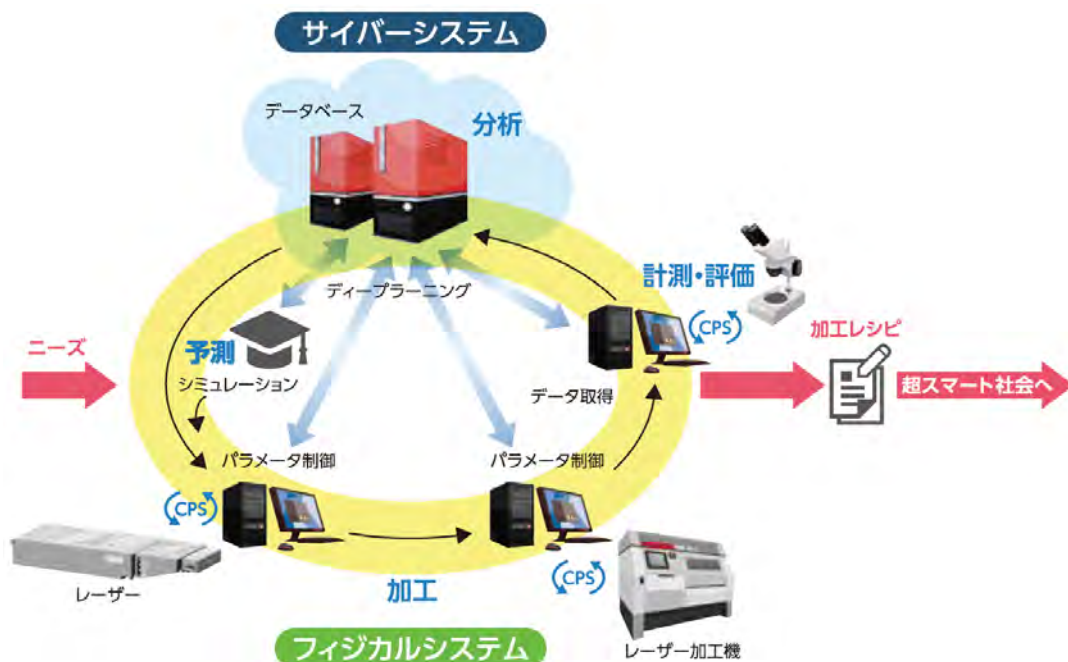 サイバーシステム
データベース
分析
ディープラーニング
計測・評価
CPS
加工レシピ
ニーズ
予測
シミュレーション
データ取得
超スマート社会へ
パラメータ制御
パラメータ制御
CPS
CPS
レーザー
加工
フィジカルシステム
レーザー加工機